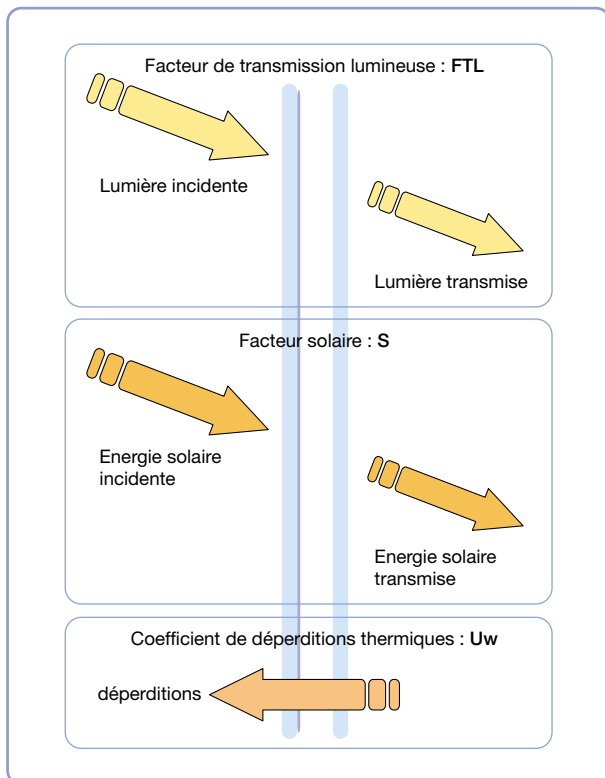 Facteur de transmission lumineuse : FTL
Lumière incidente
Lumière transmise
Facteur solaire : S
Energie solaire
incidente
Energie solaire
transmise
Coefficient de déperditions thermiques : Uw
déperditions